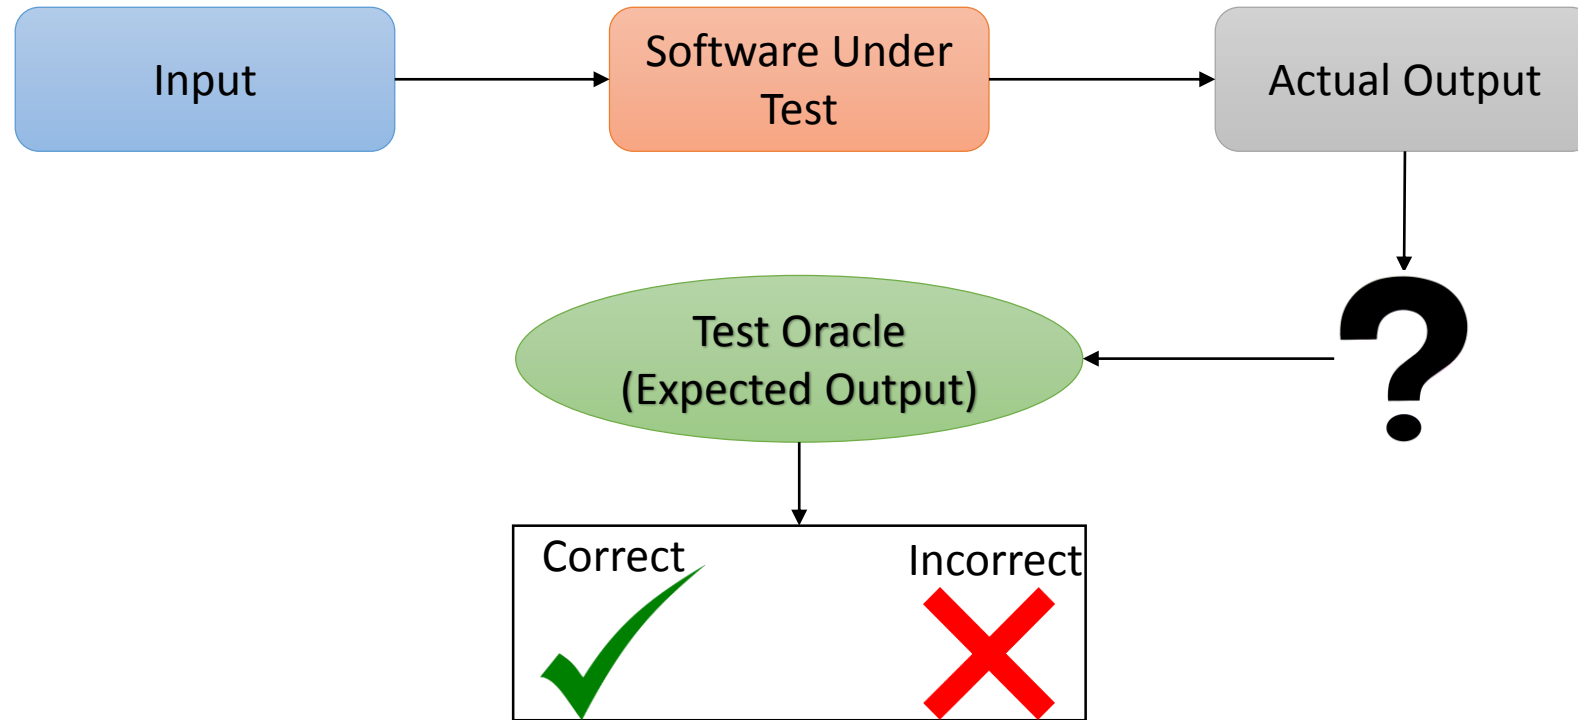 Input
Software Under
Test
Actual Output
Test Oracle
(Expected Output)
?
Correct
Incorrect